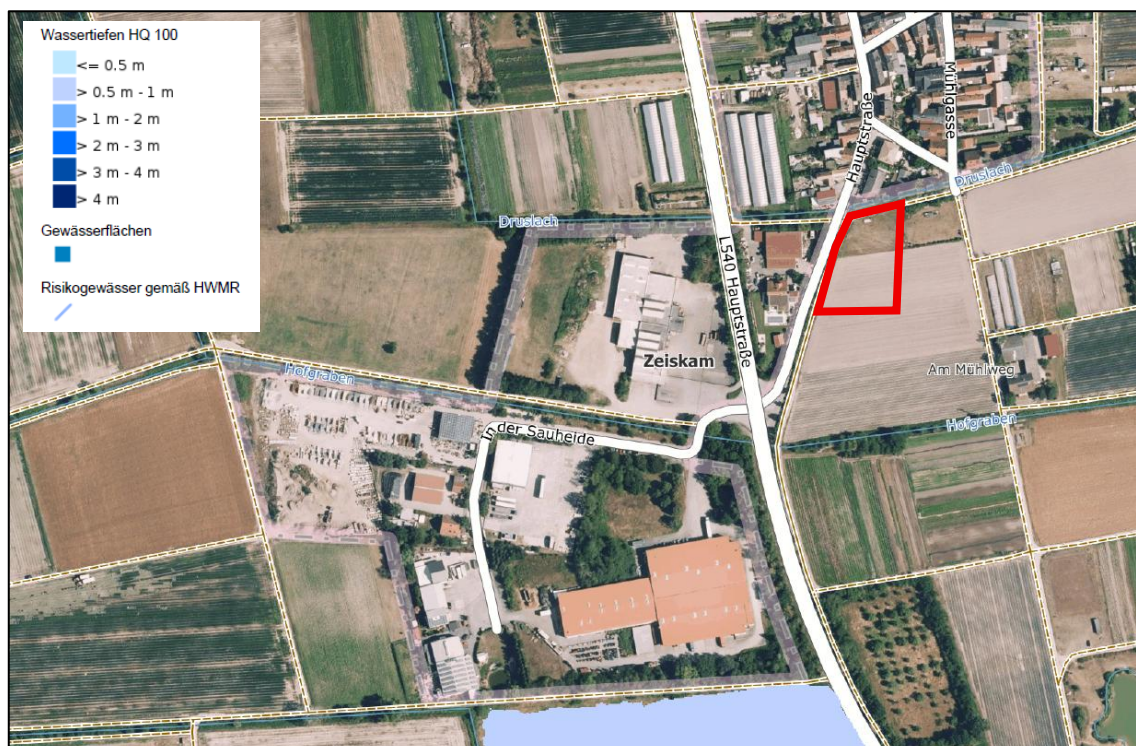 Wassertiefen HQ 100
<= 0.5 m
> 0.5 m - 1 m
> 1 m - 2 m
> 2 m - 3 m
> 3 m - 4 m
> 4 m
Gewässerflächen
Risikogewässer gemäß HWMR
Mühlgasse
Hauptstraße
Druslach
Druslach
L540 Hauptstraße
Zeiskam
Am Mühlweg
Hofgraben
Hofgraben
In der Sauheide